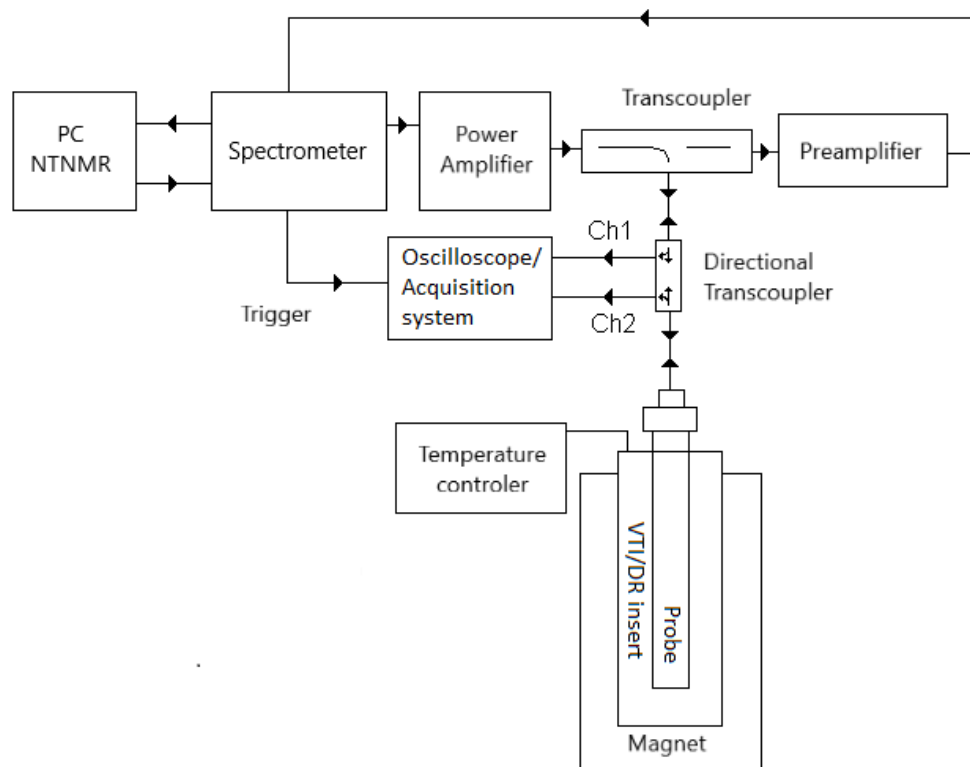 PC
NTNMR
Spectrometer
Power
Amplifier
Transcoupler
Preamplifier
Trigger
Oscilloscope/
Acquisition
system
Ch1
Ch2
Directional
Transcoupler
Temperature
controler
VTI/DR insert
Probe
Magnet